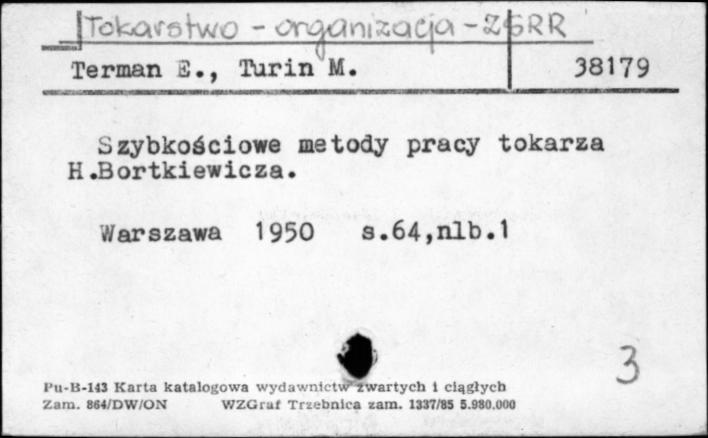 Tokarstwo - organizacja - ZSRR
Terman E., Turin M. 38179
Szybkościowe metody pracy tokarza
H.Bortkiewicza.
Warszawa 1950 s.64,nlb.1
3
Pu-B-143 Karta katalogowa wydawnictw zwartych i ciągłych
Zam. 864/DW/ON WZGraf Trzebnica zam. 1337/85 5.980.000